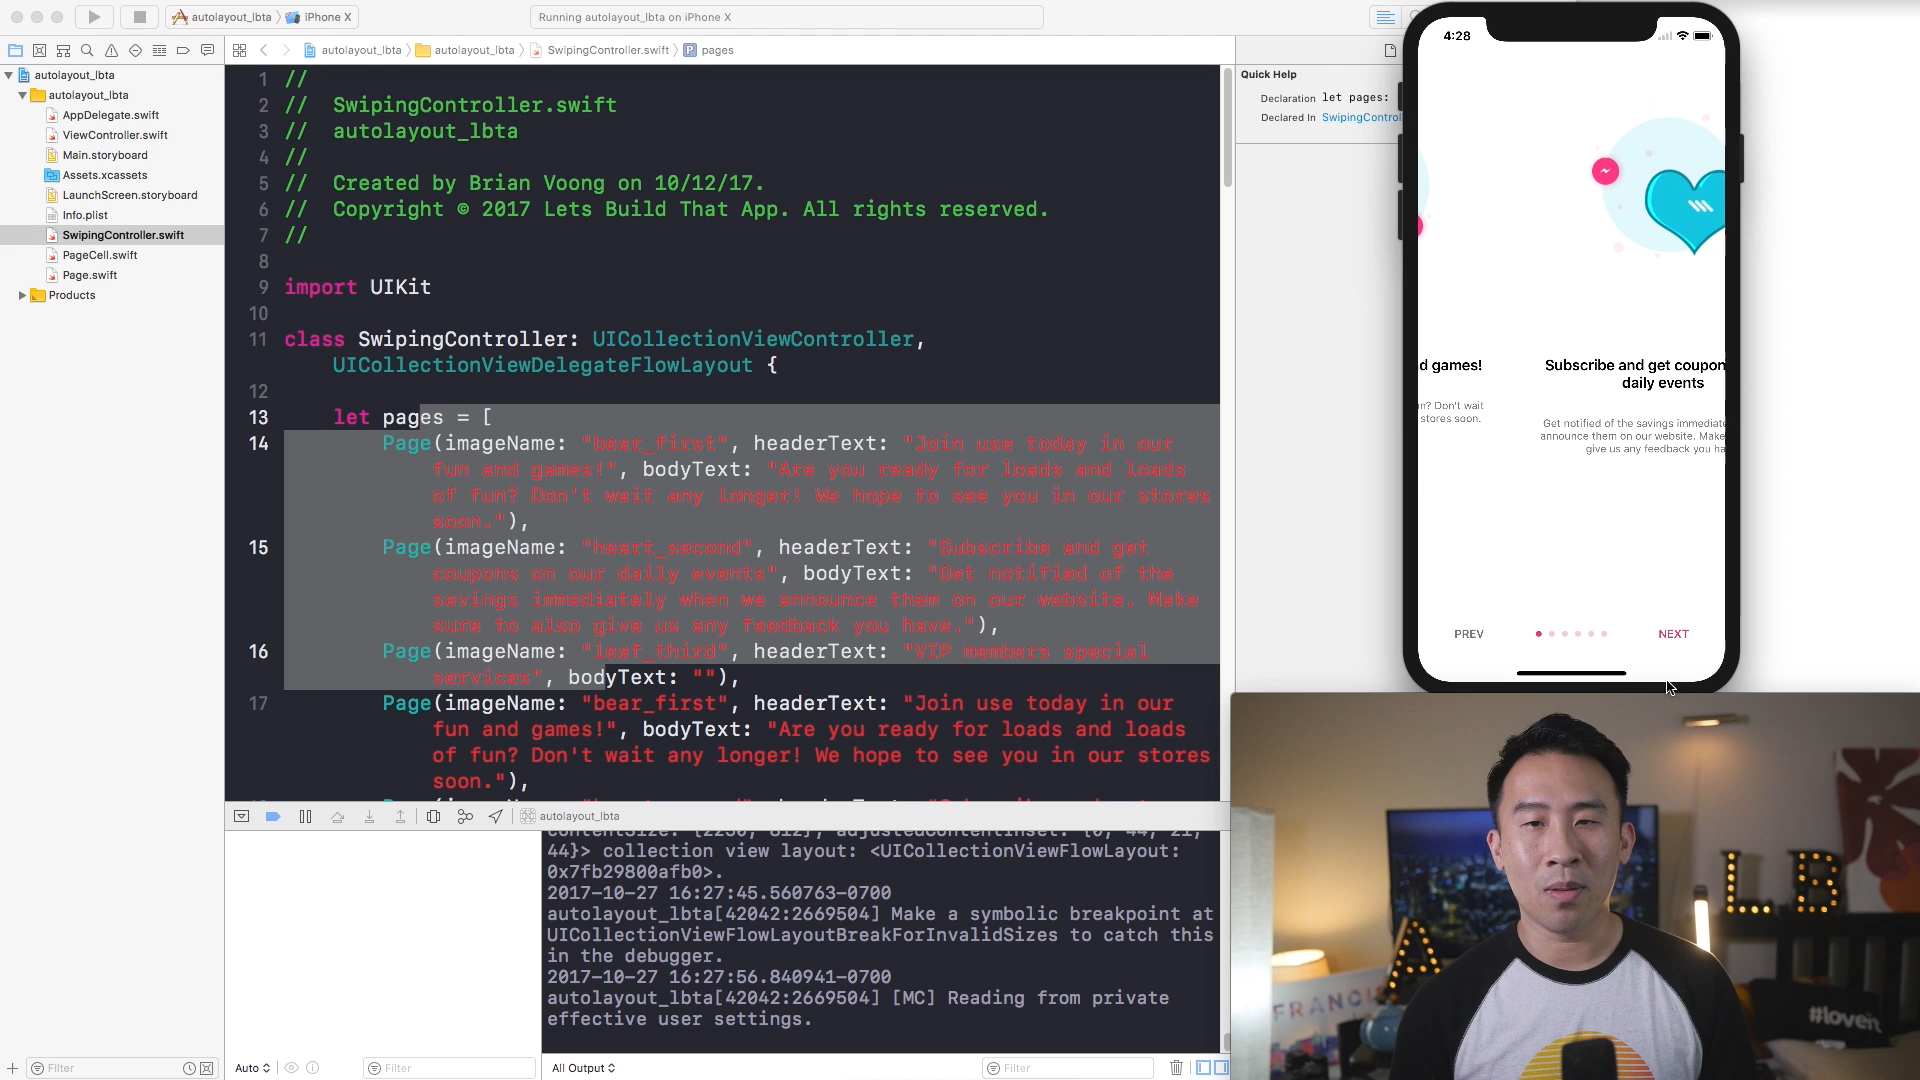 autolayout_lbta
iPhone X
Running autolayout_lbta on iPhone X
autolayout_lbta
autolayout_lbta
SwipingController.swift
pages
autolayout_lbta
autolayout_lbta
AppDelegate.swift
ViewController.swift
Main.storyboard
Assets.xcassets
LaunchScreen.storyboard
Info.plist
SwipingController.swift
PageCell.swift
Page.swift
Products
Filter
1 //
2 // SwipingController.swift
3 // autolayout_lbta
4 //
5 // Created by Brian Voong on 10/12/17.
6 // Copyright © 2017 Lets Build That App. All rights reserved.
7 //
8
9 import UIKit
10
11 class SwipingController: UICollectionViewController,
UICollectionViewDelegateFlowLayout {
12
13 let pages = [
14 Page(imageName: "bear_first", headerText: "Join use today in our
fun and games!", bodyText: "Are you ready for loads and loads
of fun? Don't wait any longer! We hope to see you in our stores
soon."),
15 Page(imageName: "heart_second", headerText: "Subscribe and get
coupons on our daily events", bodyText: "Get notified of the
savings immediately when we announce them on our website. Make
sure to also give us any feedback you have."),
16 Page(imageName: "leaf_third", headerText: "VIP members special
services", bodyText: ""),
17 Page(imageName: "bear_first", headerText: "Join use today in our
fun and games!", bodyText: "Are you ready for loads and loads
of fun? Don't wait any longer! We hope to see you in our stores
soon."),
autolayout_lbta
contentSize: {2250, 812}; adjustedContentInset: {0, 44, 21,
44}> collection view layout: <UICollectionViewFlowLayout:
0x7fb29800afb0>.
2017-10-27 16:27:45.560763-0700
autolayout_lbta[42042:2669504] Make a symbolic breakpoint at
UICollectionViewFlowLayoutBreakForInvalidSizes to catch this
in the debugger.
2017-10-27 16:27:56.840941-0700
autolayout_lbta[42042:2669504] [MC] Reading from private
effective user settings.
Auto
Filter
All Output
Filter
Quick Help
Declaration let pages:
Declared In SwipingControl
4:28
d games!
n? Don't wait
stores soon.
Subscribe and get coupon
daily events
Get notified of the savings immediate
announce them on our website. Make
give us any feedback you ha
PREV
NEXT
L B
A
FRANCI
#loveit